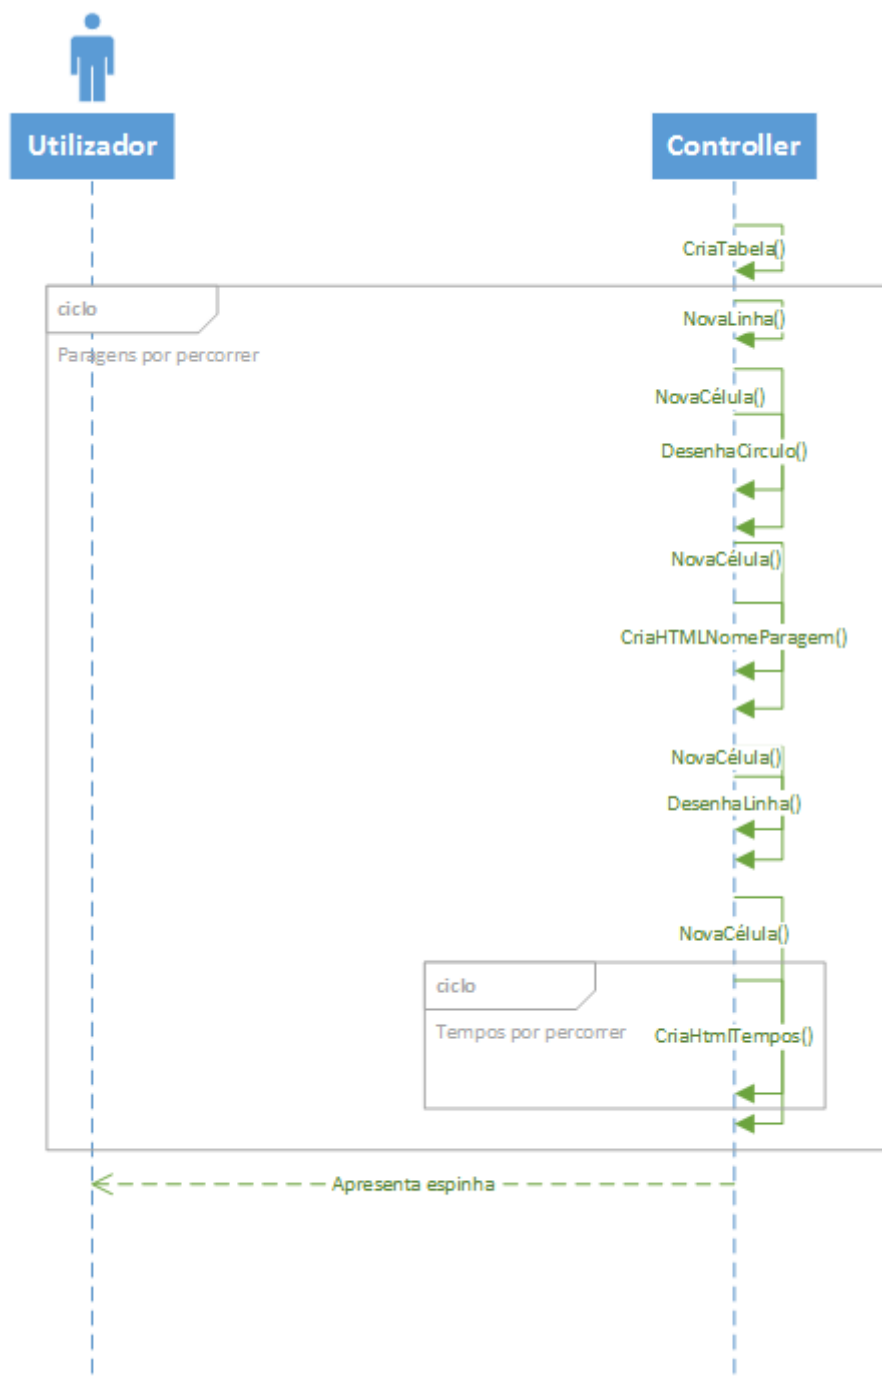 Utilizador
Controller
CriaTabela()
ciclo
NovaLinha()
Paragens por percorrer
NovaCélula()
DesenhaCirculo()
NovaCélula()
CriaHTMLNomeParagem()
NovaCélula()
DesenhaLinha()
NovaCélula()
ciclo
Tempos por percorrer
CriaHtmlTempos()
Apresenta espinha